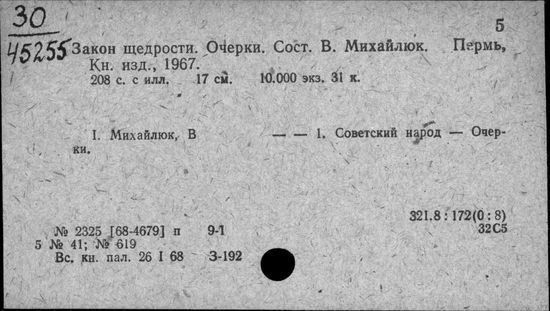 30
45255
5
Закон щедрости. Очерки. Сост. В. Михайлюк. Пермь,
Кн. изд., 1967.
208 с. с илл. 17 см. 10.000 экз. 31 к.
I. Михайлюк, В — — 1. Советский народ — Очер-
ки.
321.8 : 172(0 : 8)
32С5
№ 2325 [68-4679] п 9-1
5 № 41; № 619
Вс. кн. пал. 26 I 68 З-192